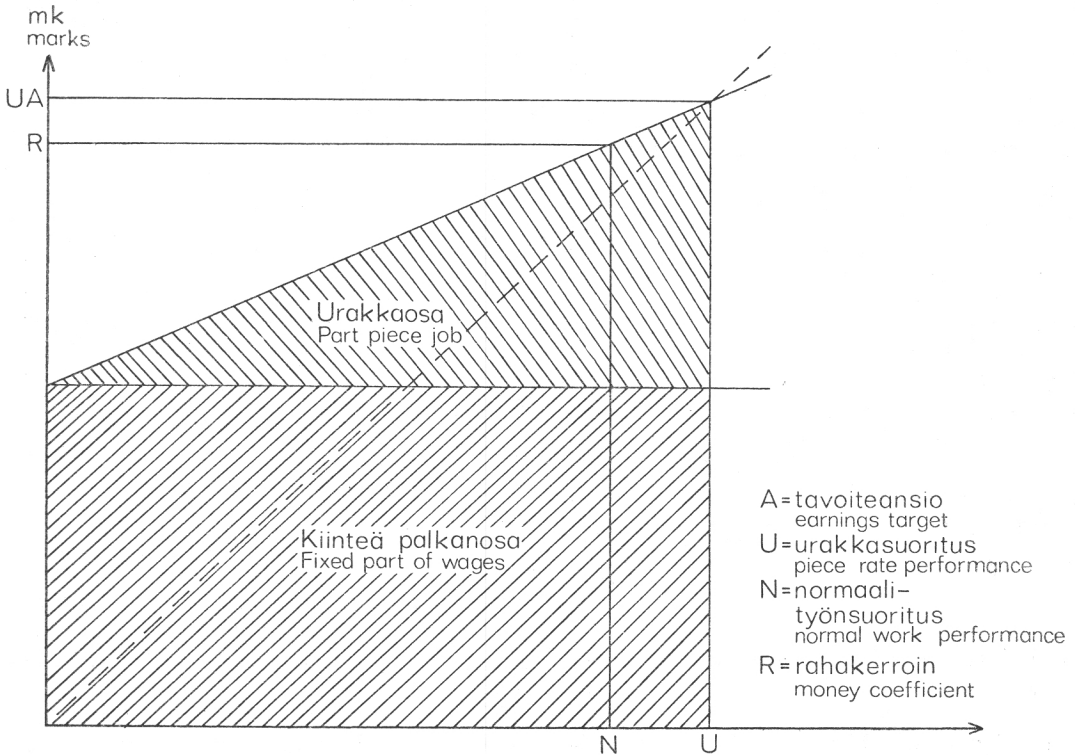 mk
marks
UA
R
Urakkaosa
Part piece job
Kiinteä palkanosa
Fixed part of wages
A=tavoiteansio
earnings target
U=urakkasuoritus
piece rate performance
N=normaali-
työnsuoritus
normal work performance
R=rahakerroin
money coefficient
N U